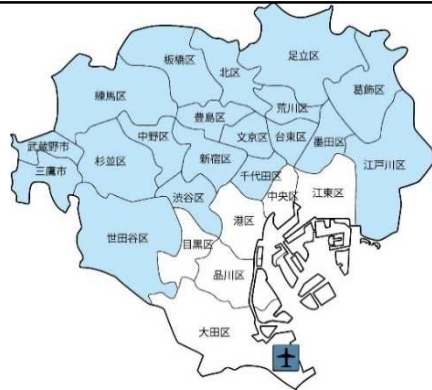 足立区
板橋区
北区
葛飾区
練馬区
荒川区
豊島区
武蔵野市
中野区
文京区
台東区
墨田区
杉並区
新宿区
三鷹市
千代田区
江戸川区
渋谷区
中央区
江東区
港区
世田谷区
目黒区
品川区
大田区